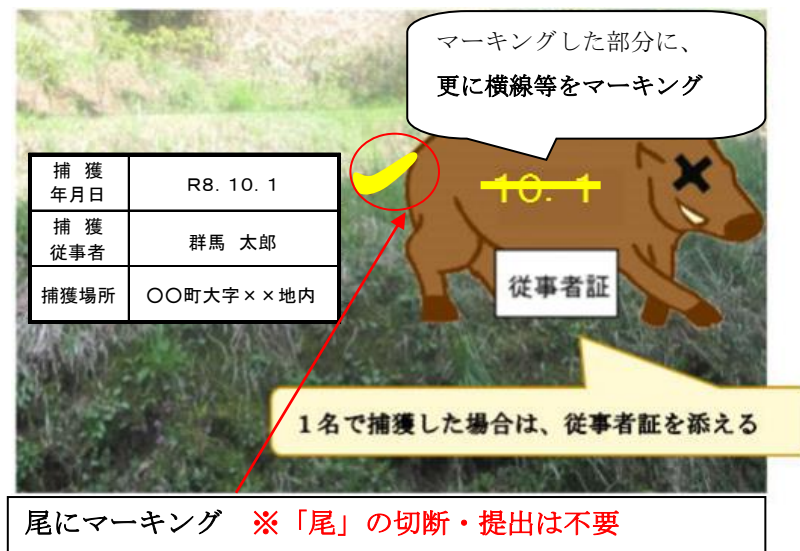 マーキングした部分に、
更に横線等をマーキング
捕 獲
年月日
R8. 10. 1
捕 獲
従事者
群馬 太郎
捕獲場所
〇〇町大字××地内
10. 1
従事者証
１名で捕獲した場合は、従事者証を添える
尾にマーキング ※「尾」の切断・提出は不要